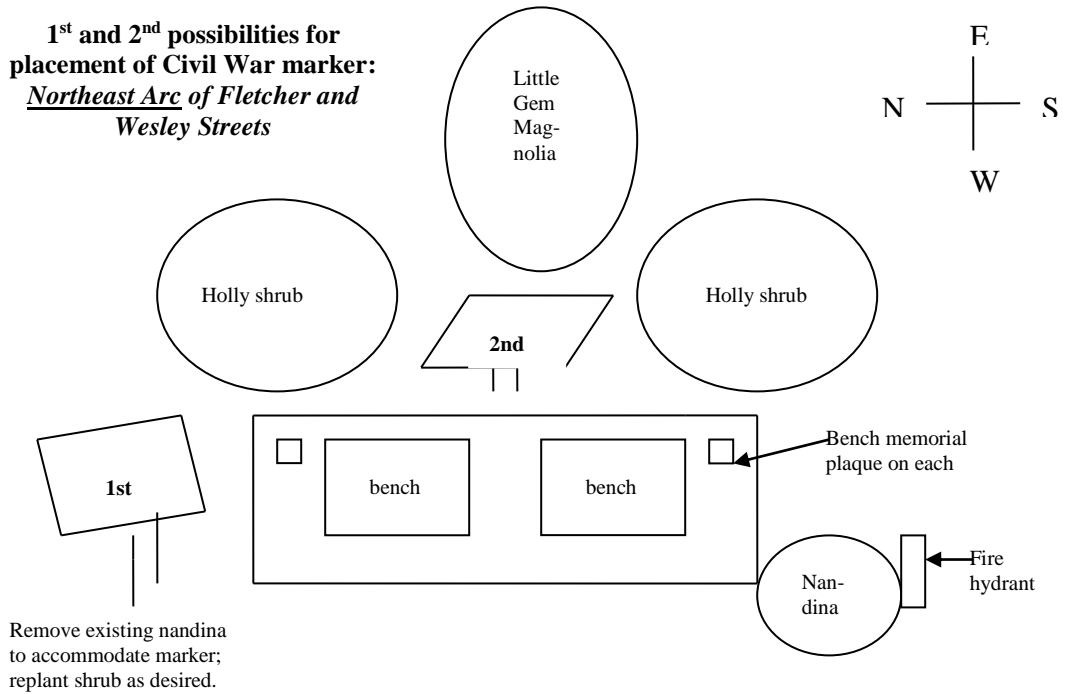 1st and 2nd possibilities for
placement of Civil War marker:
Northeast Arc of Fletcher and
Wesley Streets
Little
Gem
Mag-
nolia
E
N
S
W
Holly shrub
Holly shrub
2nd
1st
bench
bench
Bench memorial
plaque on each
Nan-
dina
Fire
hydrant
Remove existing nandina
to accommodate marker;
replant shrub as desired.